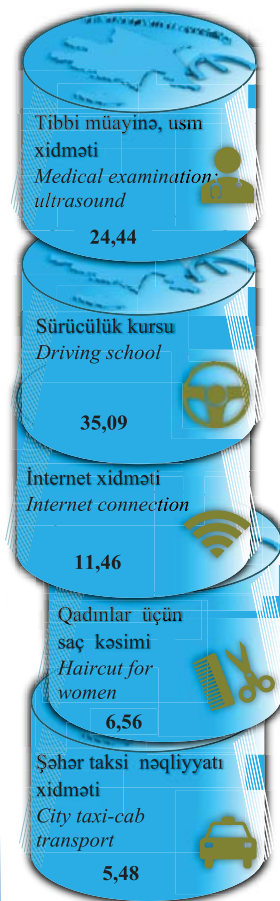 Tibbi müayinə, usm
xidməti
Medical examination;
ultrasound
24,44
Sürücülük kursu
Driving school
35,09
İnternet xidməti
Internet connection
11,46
Qadınlar üçün
saç kəsimi
Haircut for
women
6,56
Şəhər taksi nəqliyyatı
xidməti
City taxi-cab
transport
5,48